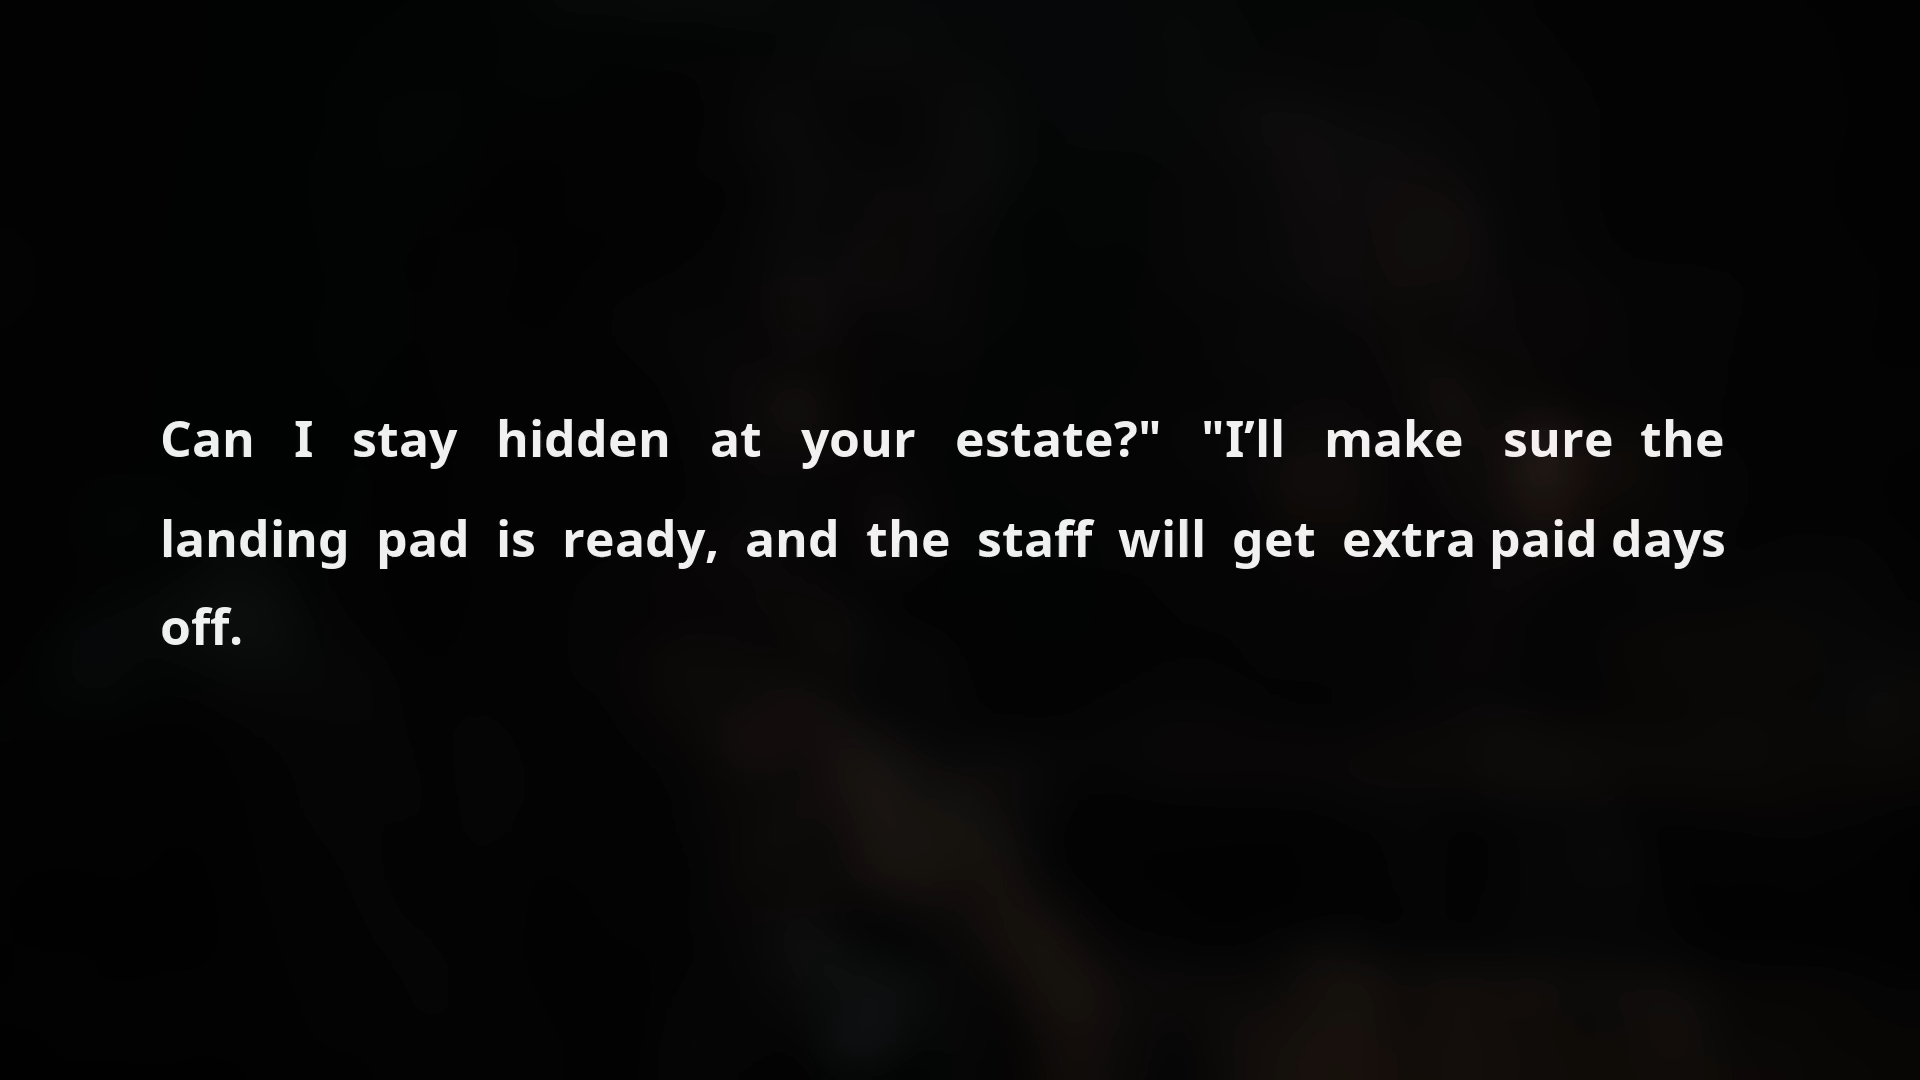 Can I stay hidden at your estate?" "I’ll make sure the
landing pad is ready, and the staff will get extra paid days
off.